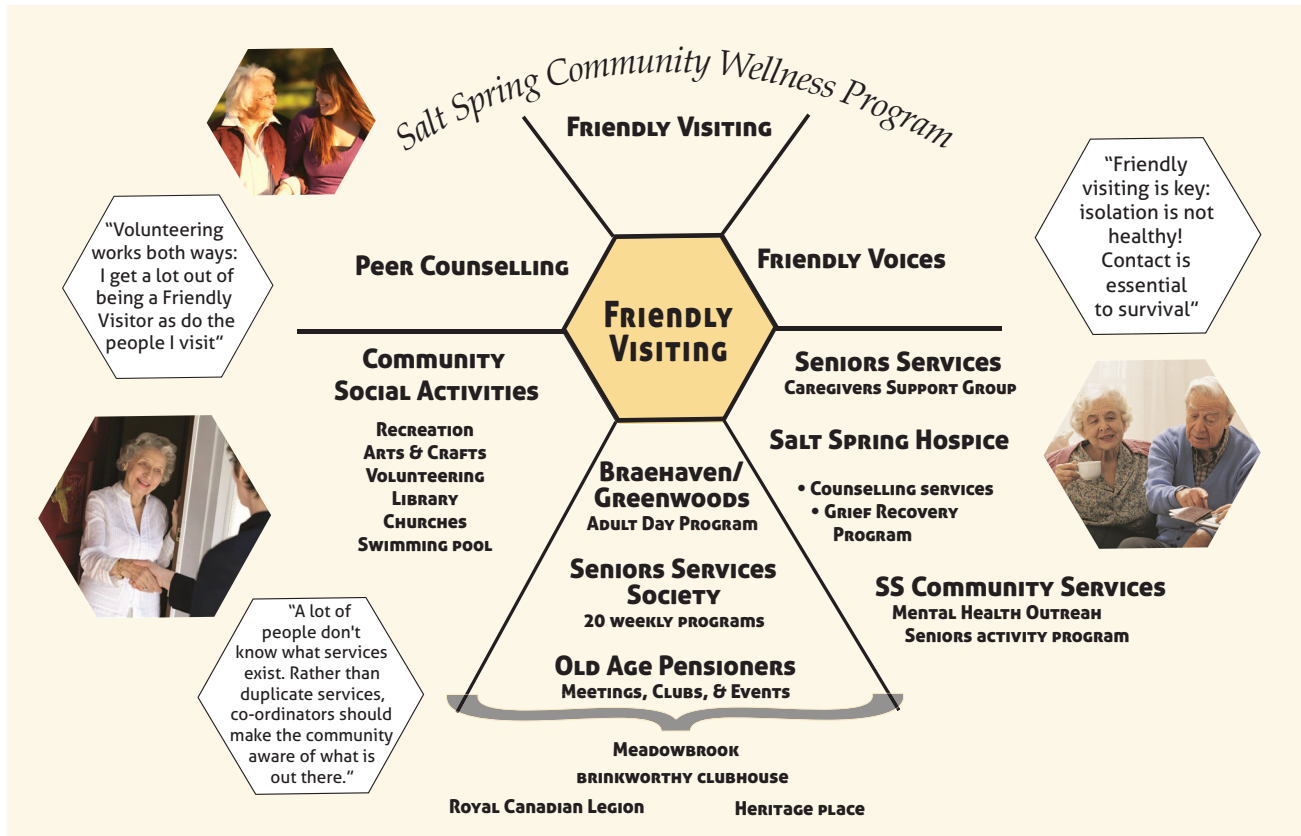 Salt Spring Community Wellness Program
Friendly Visiting
Peer Counselling
Friendly Voices
Friendly
Visiting
"Volunteering
works both ways:
I get a lot out of
being a Friendly
Visitor as do the
people I visit"
"Friendly
visiting is key:
isolation is not
healthy!
Contact is
essential
to survival"
Community
Social Activities
Recreation
Arts & Crafts
Volunteering
Library
Churches
Swimming pool
Braehaven/
Greenwoods
Adult Day Program
Seniors Services
Society
20 weekly programs
Old Age Pensioners
Meetings, Clubs, & Events
Seniors Services
Caregivers Support Group
Salt Spring Hospice
• Counselling services
• Grief Recovery
Program
SS Community Services
Mental Health Outreah
Seniors activity program
"A lot of
people don't
know what services
exist. Rather than
duplicate services,
co-ordinators should
make the community
aware of what is
out there."
Meadowbrook
brinkworthy clubhouse
Royal Canadian Legion
Heritage place